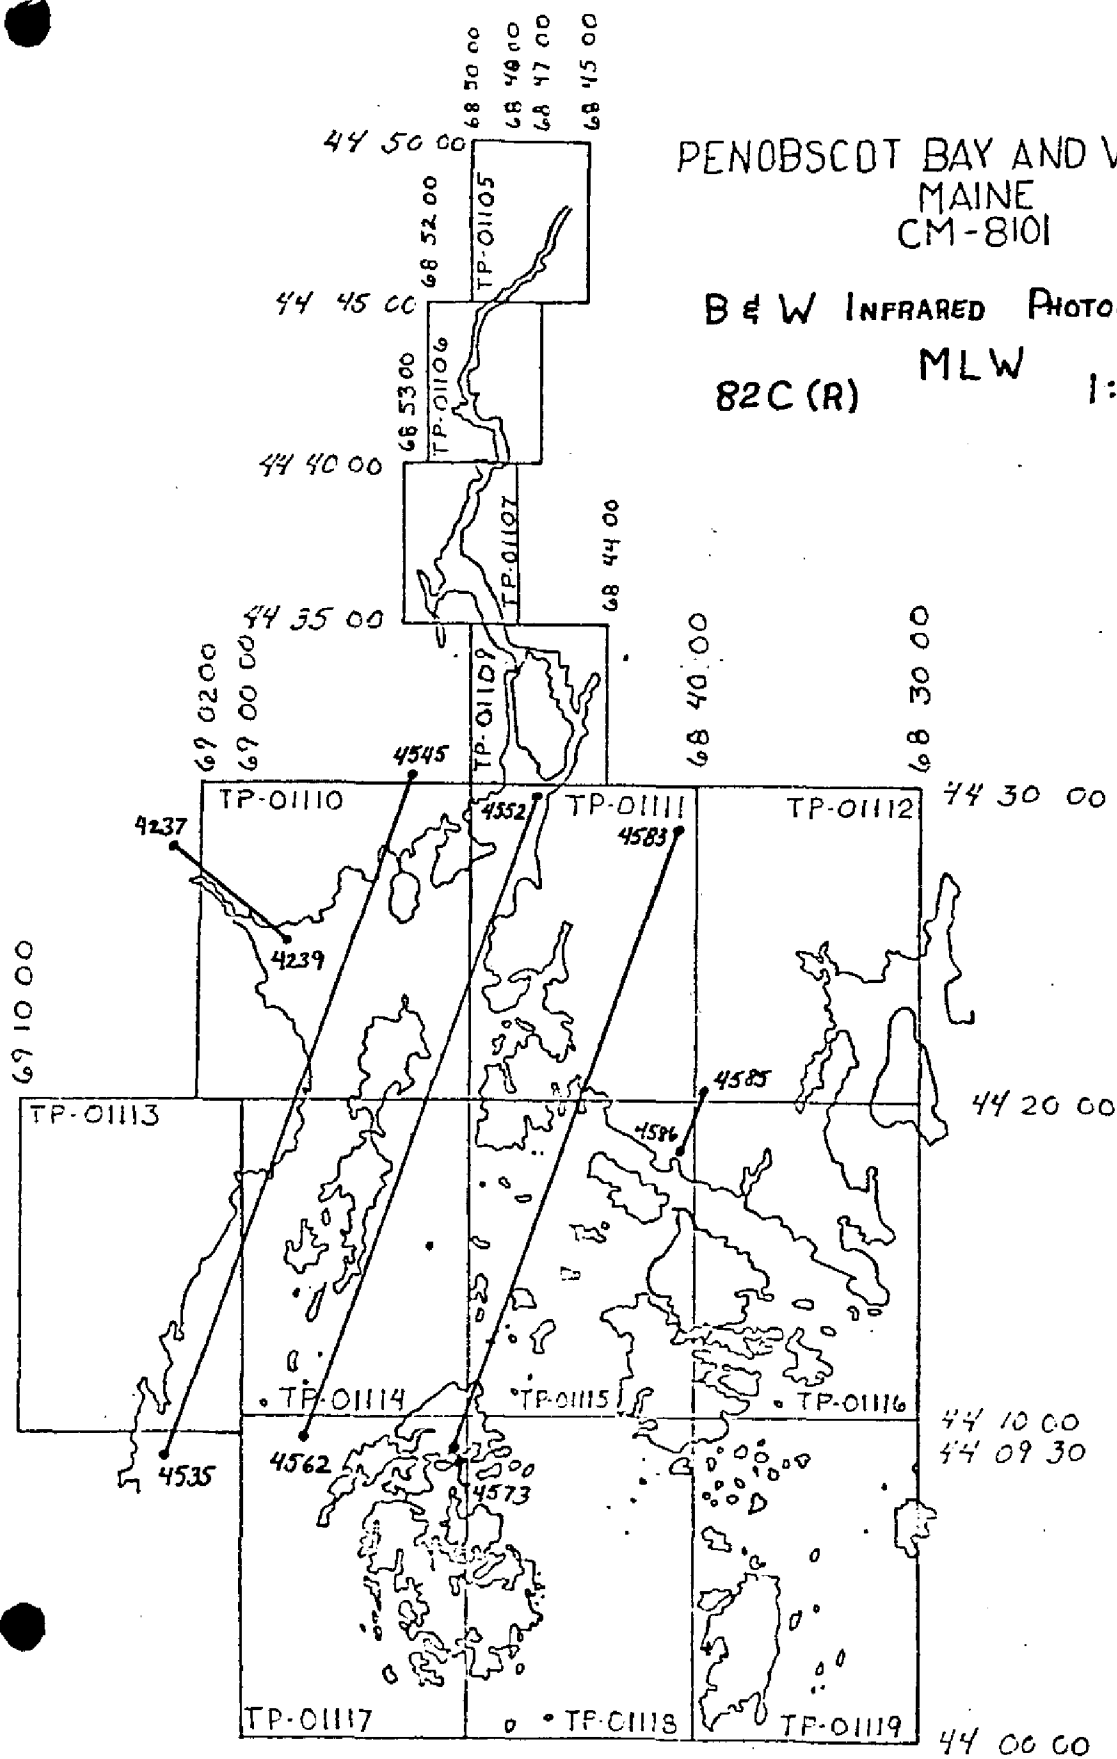 68 50 00
68 48 00
68 47 00
68 45 00
44 50 00
PENOBSCOT BAY AND
MAINE
CM-8101
68 52 00
TP-01105
44 45 00
B & W INFRARED PHOTO
MLW
82C (R)
1:
68 53 00
TP-01106
44 40 00
TP-01107
68 44 00
44 35 00
TP-01109
69 02 00
69 00 00
68 40 00
68 30 00
4545
TP-01110
4552
TP-01111
TP-01112
44 30 00
4237
4583
4239
69 10 00
4585
TP-01113
44 20 00
4586
TP-01114
TP-01115
TP-01116
44 10 00
44 09 30
4535
4562
4573
TP-01117
TP-01118
TP-01119
44 00 00